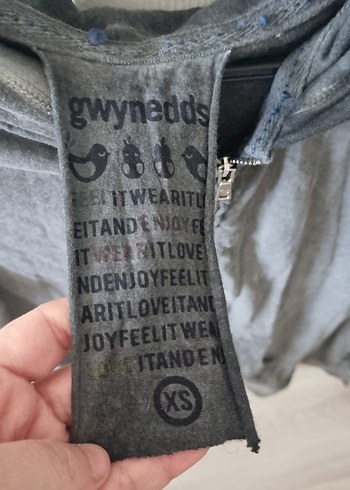 gwynedds
FEELITWEARITL
EITANDENJOYFE
ITWEARITLOVE
NDENJOYFEELIT
ARITLOVEITAND
JOYFEELITWEA
ITANDEN
XS